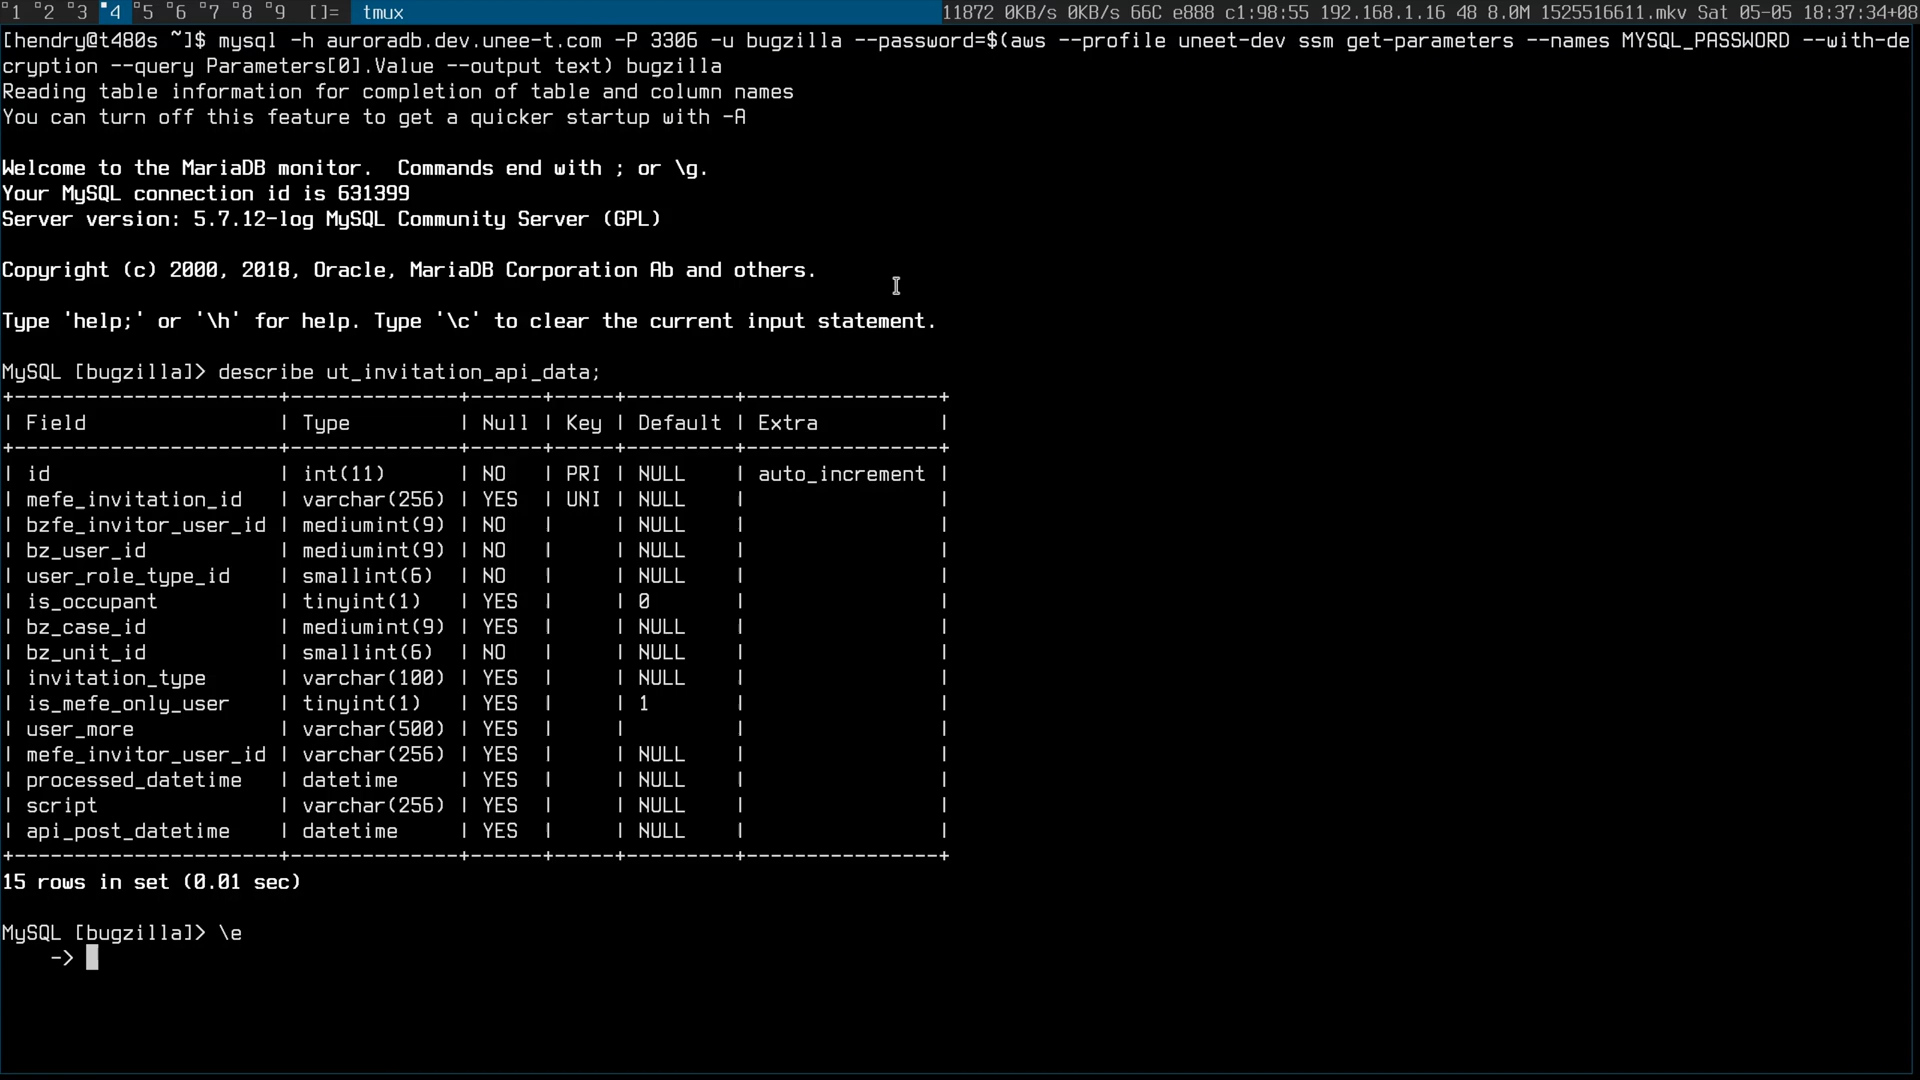 1 2 3 4 5 6 7 8 9 []= tmux 11872 0KB/s 0KB/s 66C e888 c1:98:55 192.168.1.16 48 8.0M 1525516611.mkv Sat 05-05 18:37:34+08
[hendry@t480s ~]$ mysql -h auroradb.dev.unee-t.com -P 3306 -u bugzilla --password=$(aws --profile uneet-dev ssm get-parameters --names MYSQL_PASSWORD --with-de
cryption --query Parameters[0].Value --output text) bugzilla
Reading table information for completion of table and column names
You can turn off this feature to get a quicker startup with -A
Welcome to the MariaDB monitor.  Commands end with ; or \g.
Your MySQL connection id is 631399
Server version: 5.7.12-log MySQL Community Server (GPL)
Copyright (c) 2000, 2018, Oracle, MariaDB Corporation Ab and others.
Type 'help;' or '\h' for help. Type '\c' to clear the current input statement.
MySQL [bugzilla]> describe ut_invitation_api_data;
+----------------------+--------------+------+-----+---------+----------------+
| Field                | Type         | Null | Key | Default | Extra          |
+----------------------+--------------+------+-----+---------+----------------+
| id                   | int(11)      | NO   | PRI | NULL    | auto_increment |
| mefe_invitation_id   | varchar(256) | YES  | UNI | NULL    |                |
| bzfe_invitor_user_id | mediumint(9) | NO   |     | NULL    |                |
| bz_user_id           | mediumint(9) | NO   |     | NULL    |                |
| user_role_type_id    | smallint(6)  | NO   |     | NULL    |                |
| is_occupant          | tinyint(1)   | YES  |     | 0       |                |
| bz_case_id           | mediumint(9) | YES  |     | NULL    |                |
| bz_unit_id           | smallint(6)  | NO   |     | NULL    |                |
| invitation_type      | varchar(100) | YES  |     | NULL    |                |
| is_mefe_only_user    | tinyint(1)   | YES  |     | 1       |                |
| user_more            | varchar(500) | YES  |     |         |                |
| mefe_invitor_user_id | varchar(256) | YES  |     | NULL    |                |
| processed_datetime   | datetime     | YES  |     | NULL    |                |
| script               | varchar(256) | YES  |     | NULL    |                |
| api_post_datetime    | datetime     | YES  |     | NULL    |                |
+----------------------+--------------+------+-----+---------+----------------+
15 rows in set (0.01 sec)
MySQL [bugzilla]> \e
    ->